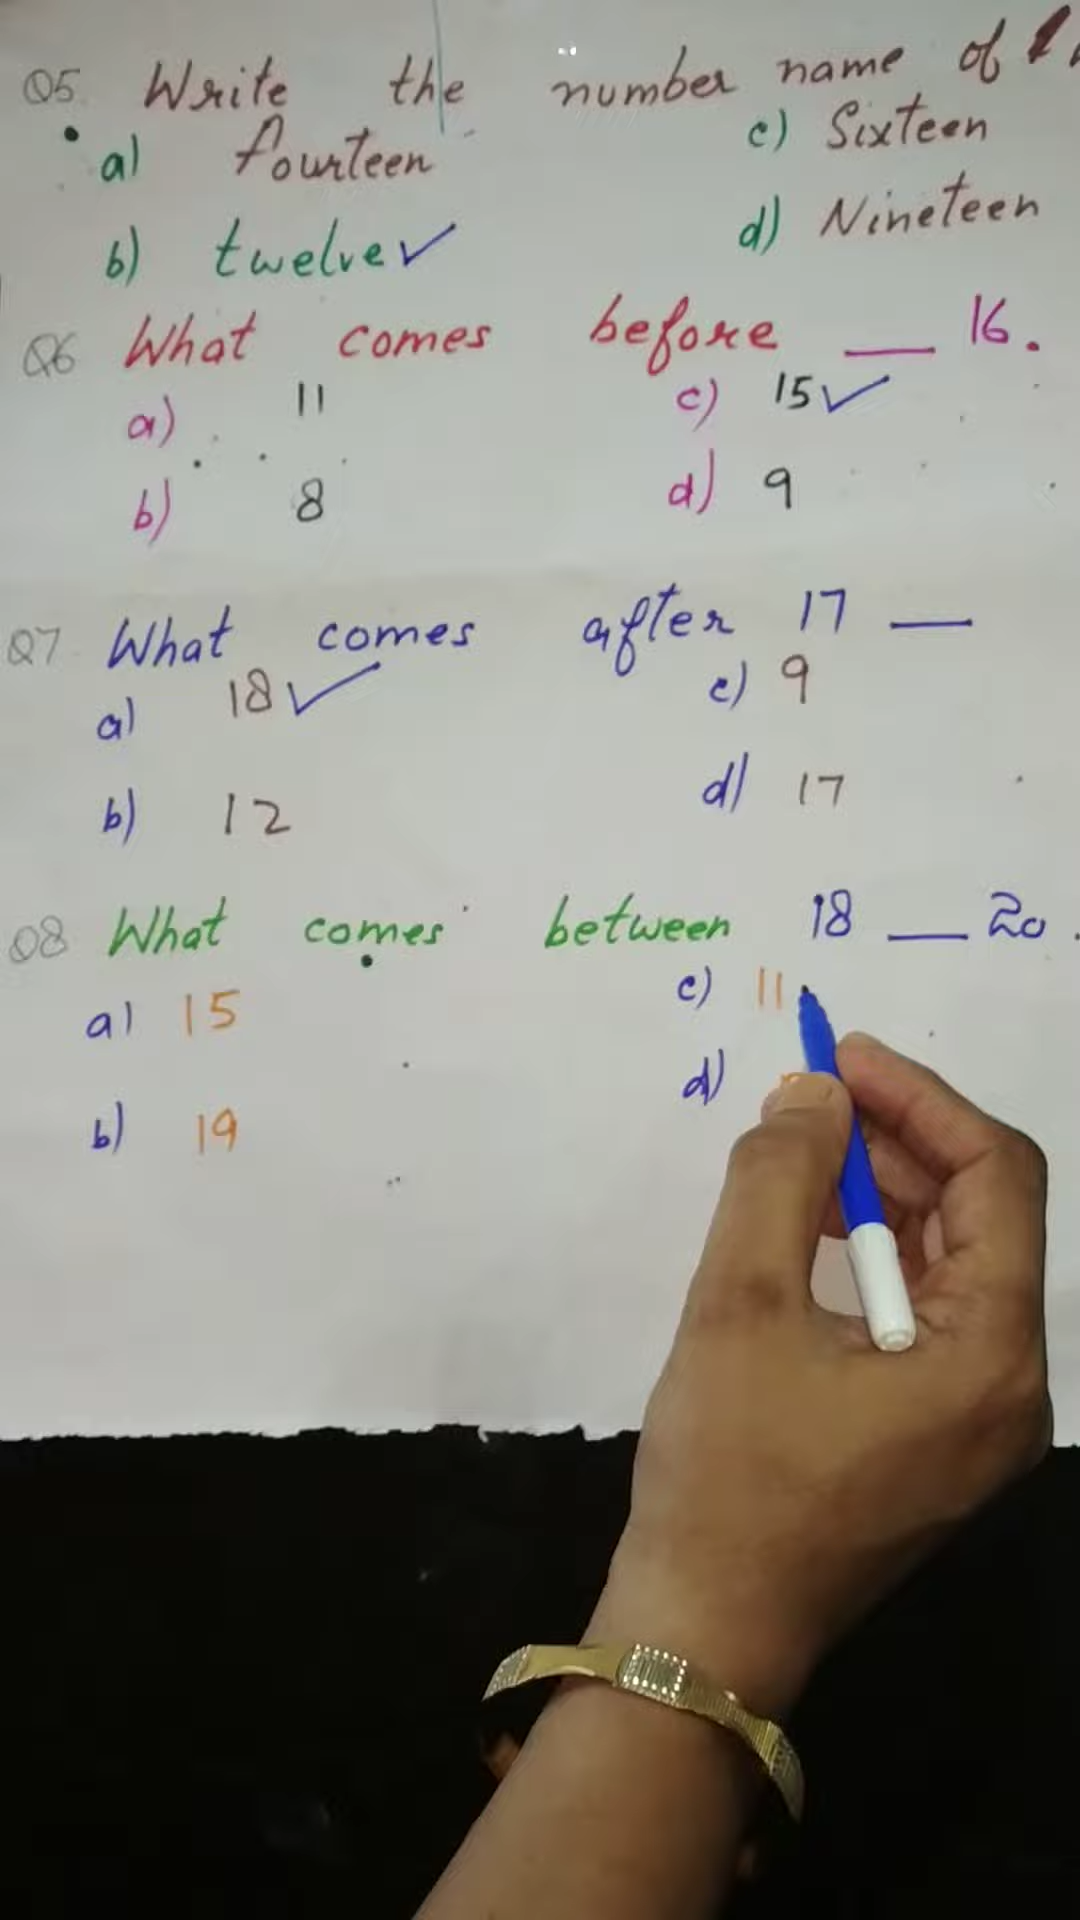 Q5 Write the number name of
a) fourteen c) Sixteen
b) twelve ✓ d) Nineteen
Q6 What comes before __ 16.
a) 11 c) 15 ✓
b) 8 d) 9
Q7 What comes after 17 __
a) 18 ✓ c) 9
b) 12 d) 17
Q8 What comes between 18 __ 20.
a) 15 c) 11
b) 19 d)